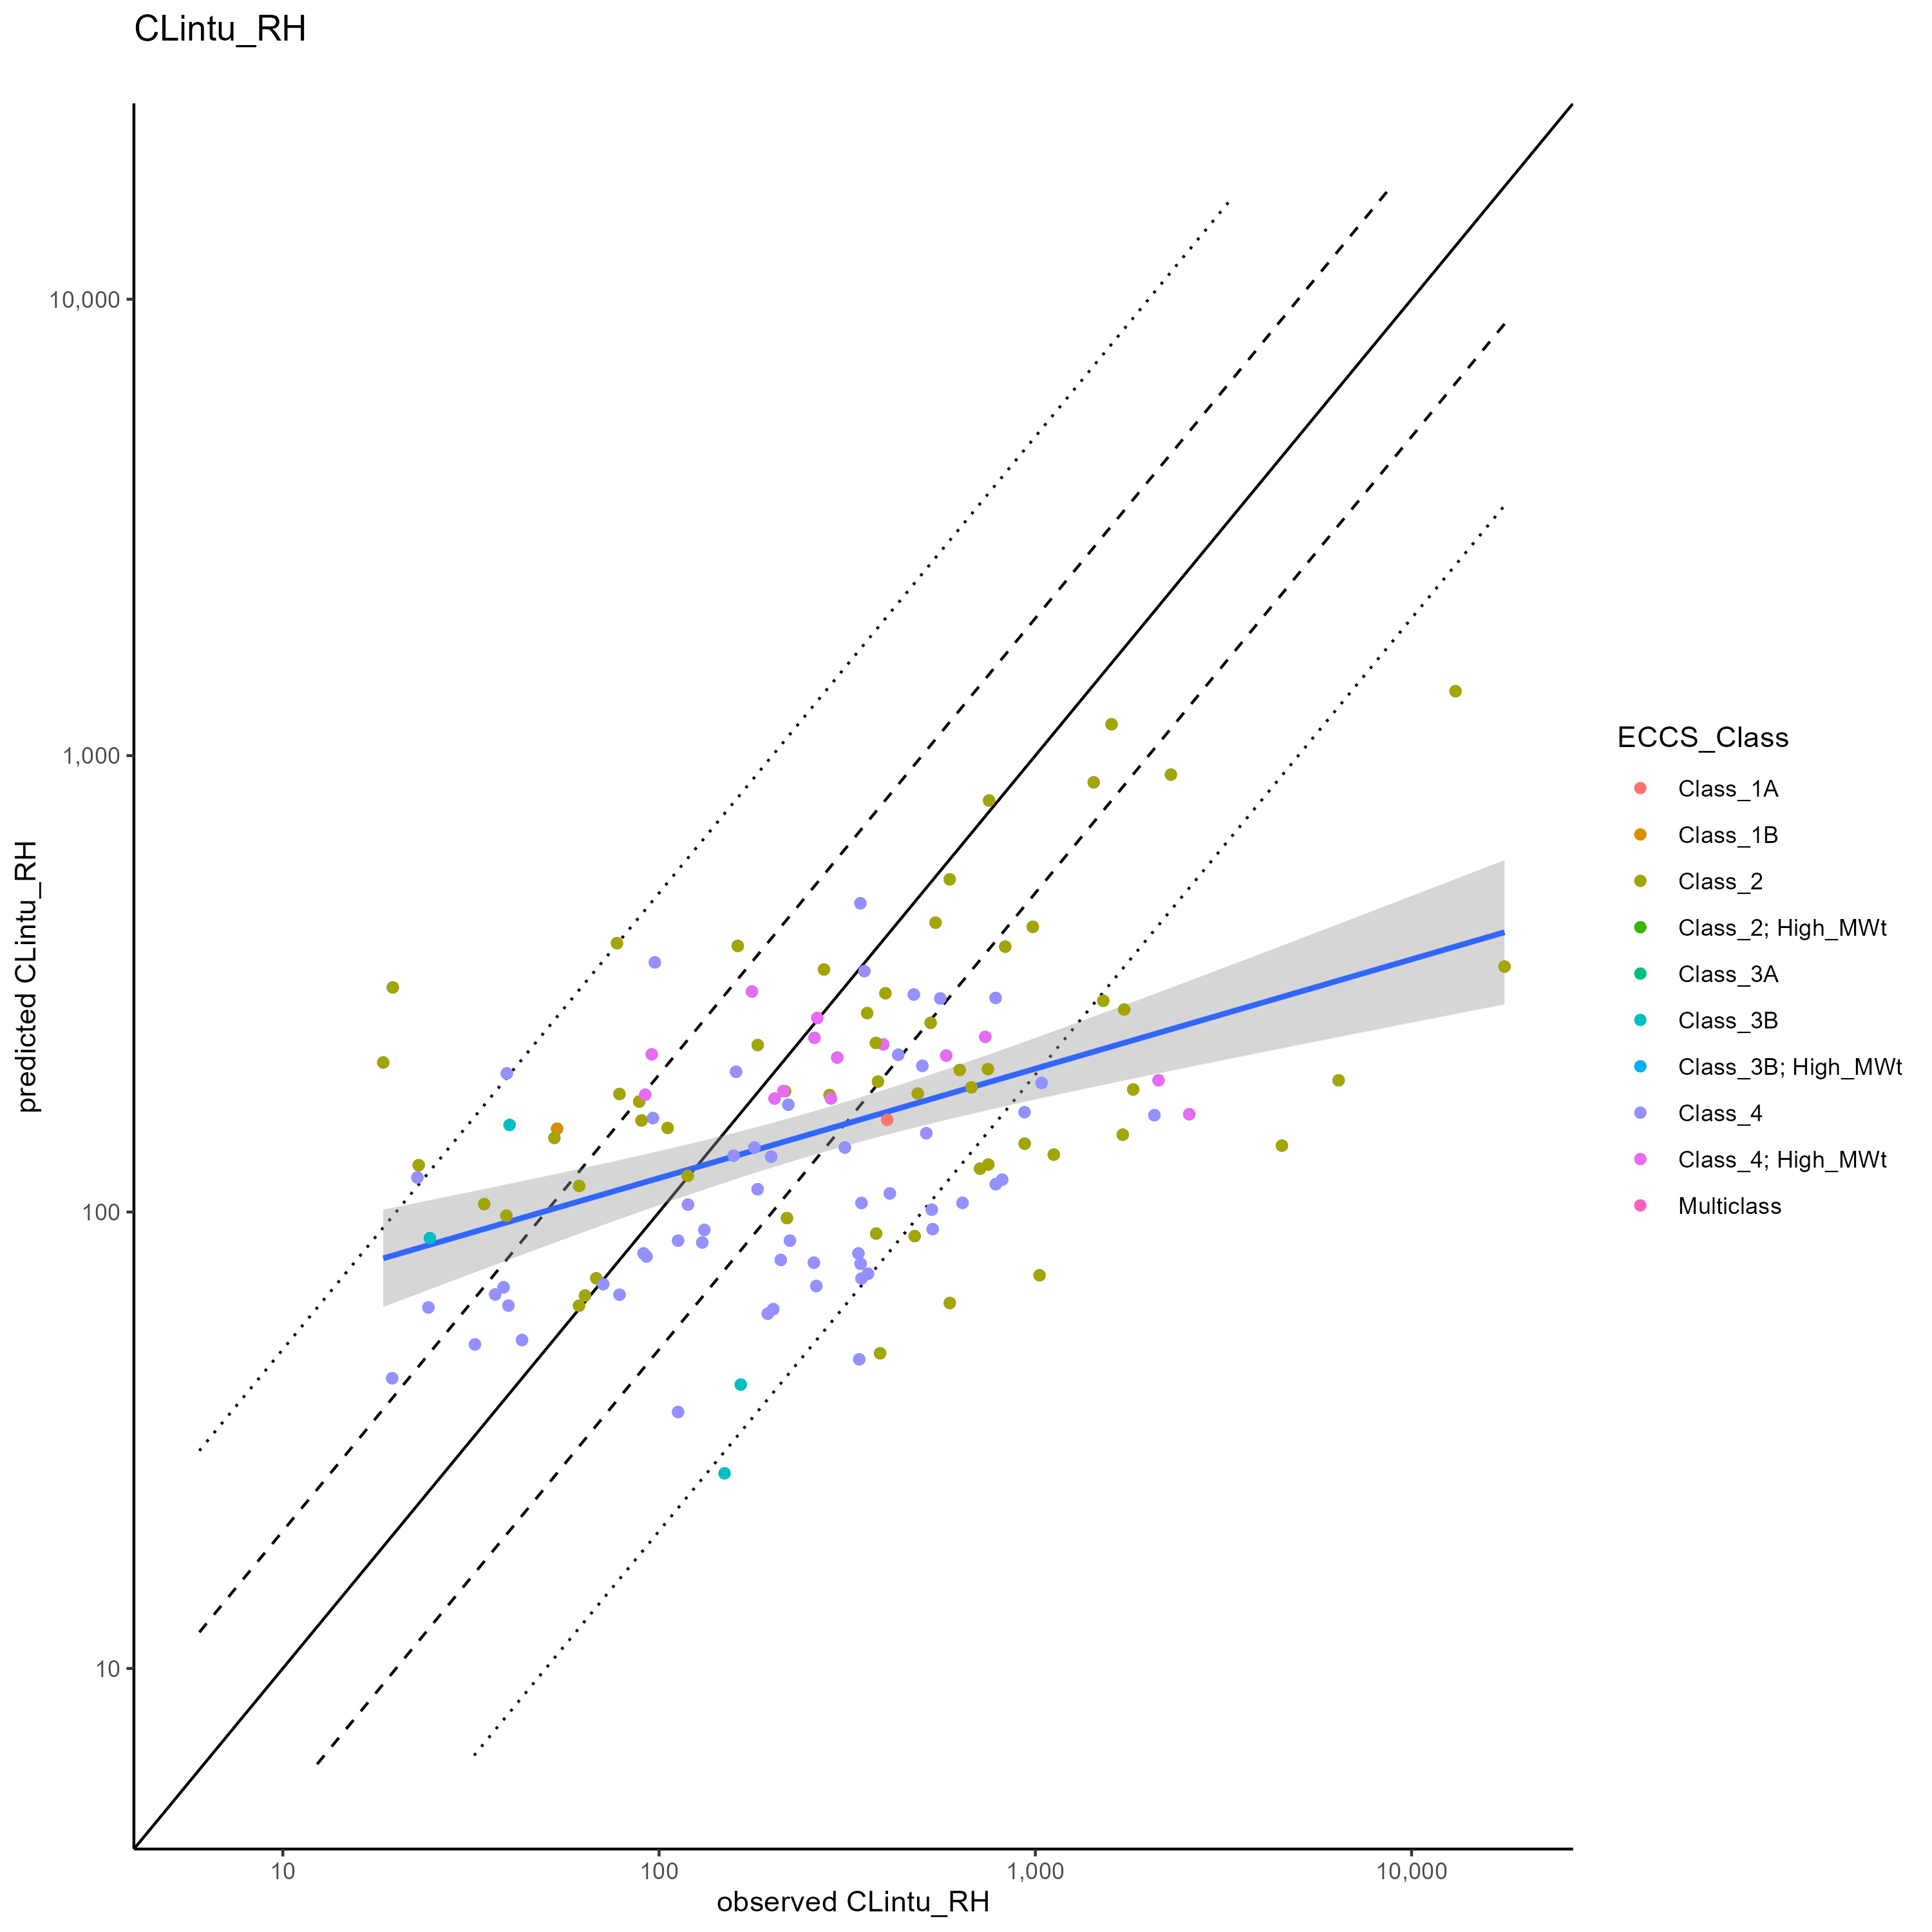 CLintu_RH
predicted CLintu_RH
10,000
1,000
100
10
10
100
1,000
10,000
observed CLintu_RH
ECCS_Class
Class_1A
Class_1B
Class_2
Class_2; High_MWt
Class_3A
Class_3B
Class_3B; High_MWt
Class_4
Class_4; High_MWt
Multiclass